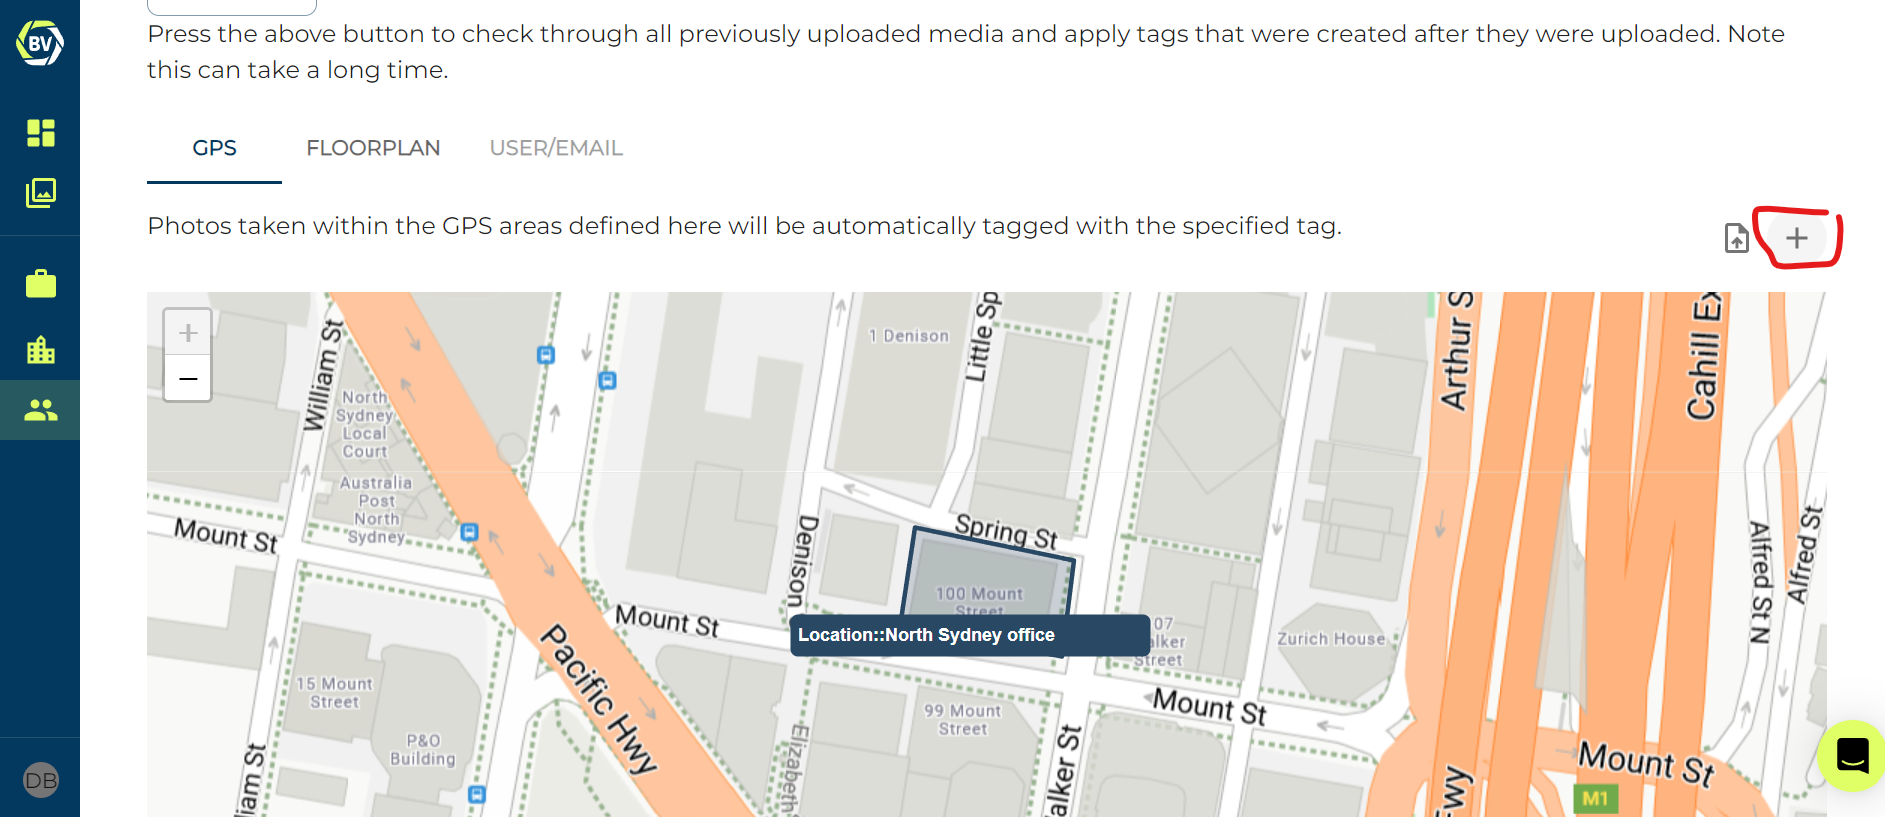 BV
Press the above button to check through all previously uploaded media and apply tags that were created after they were uploaded. Note
this can take a long time.
GPS
FLOORPLAN
USER/EMAIL
Photos taken within the GPS areas defined here will be automatically tagged with the specified tag.
+
+
−
William St
North
Sydney
Local
Court
Australia
Post
North
Sydney
1 Denison
Little Sp
Arthur S
Cahill Ex
Mount St
Denison
Spring St
100 Mount
Street
Location::North Sydney office
Mount St
Pacific Hwy
07
alker
Street
Zurich House
Alfred St N
Alfred St
15 Mount
Street
P&O
Building
99 Mount
Street
Mount St
liam St
Elizabeth
alker St
Fwy
Mount St
M1
DB